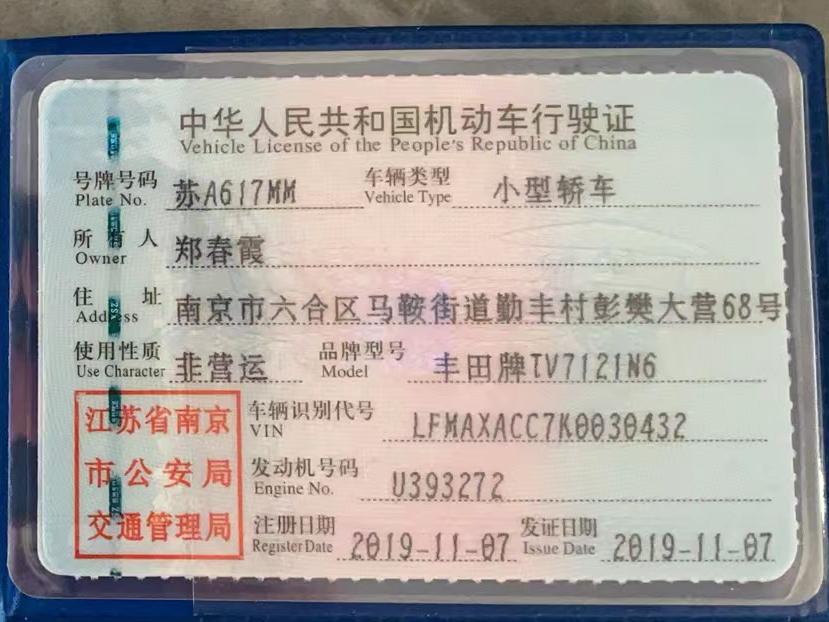 中华人民共和国机动车行驶证
Vehicle License of the People's Republic of China
号牌号码 苏A617MM 车辆类型 小型轿车
Plate No. Vehicle Type
所有人 郑春霞
Owner
住址 南京市六合区马鞍街道勤丰村彭樊大营68号
Address
使用性质 非营运 品牌型号 丰田牌TV7121N6
Use Character Model
江苏省南京
市公安局
交通管理局
车辆识别代号 LFMAXACC7K0030432
VIN
发动机号码 U393272
Engine No.
注册日期 2019-11-07 发证日期 2019-11-07
Register Date Issue Date